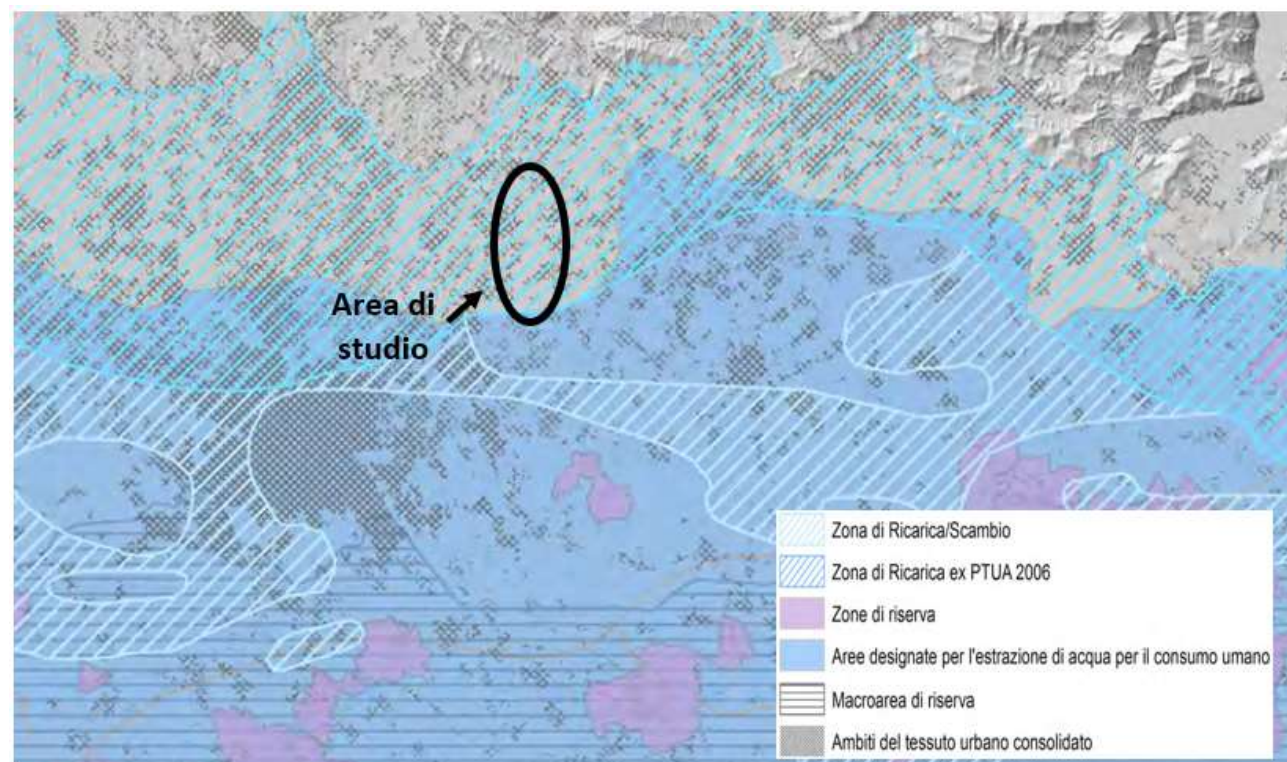 Area di
studio
Zona di Ricarica/Scambio
Zona di Ricarica ex PTUA 2006
Zone di riserva
Aree designate per l'estrazione di acqua per il consumo umano
Macroarea di riserva
Ambiti del tessuto urbano consolidato